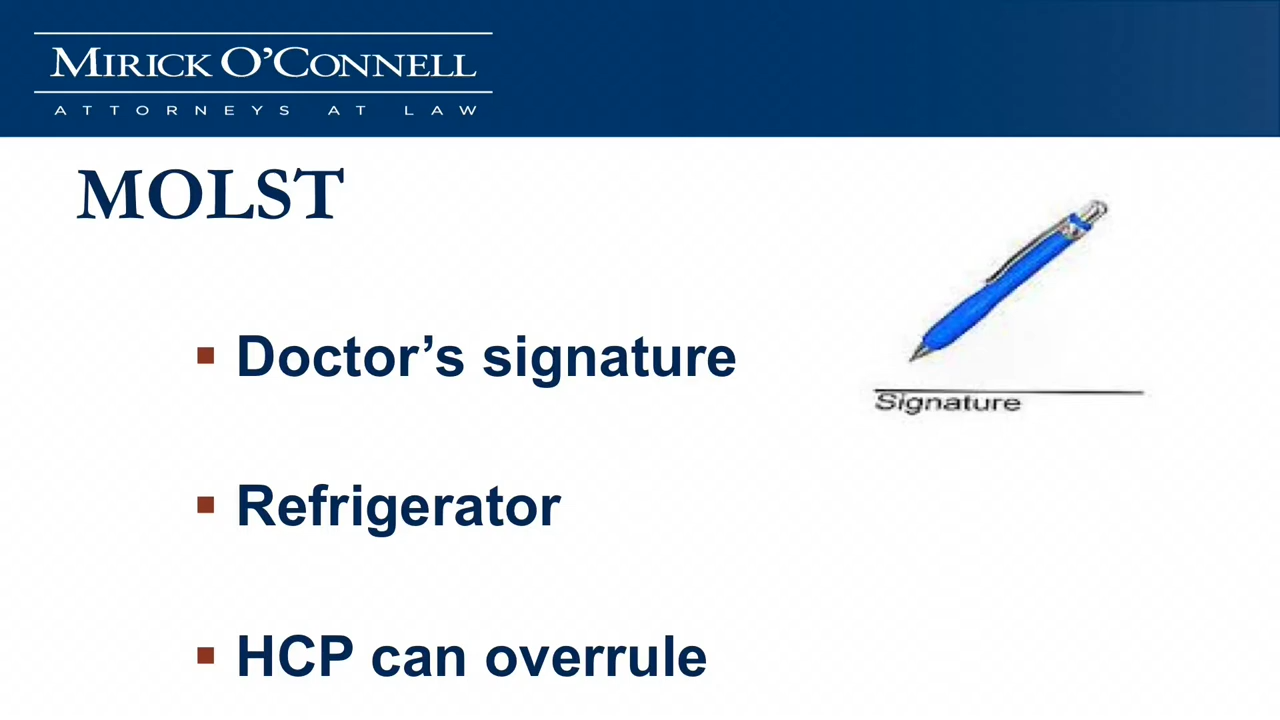 MIRICK O'CONNELL
ATTORNEYS AT LAW
MOLST
Doctor's signature
Signature
Refrigerator
HCP can overrule